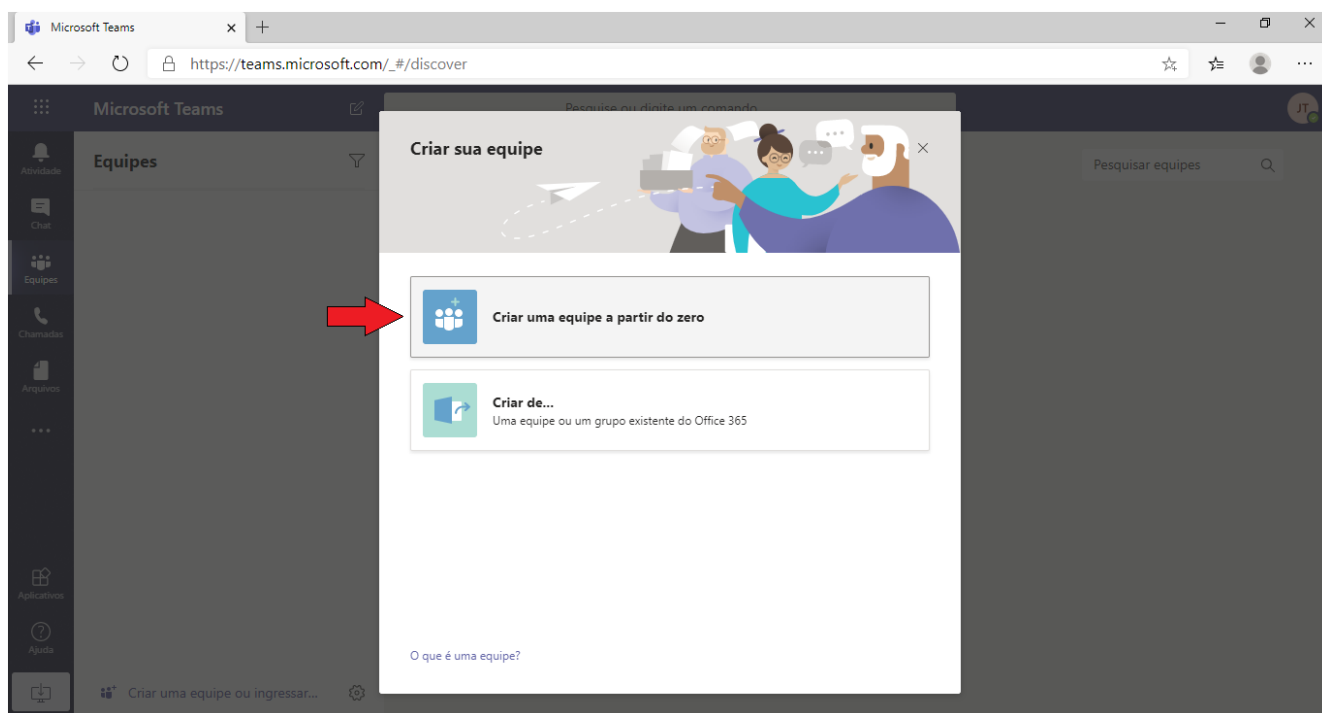 Microsoft Teams
https://teams.microsoft.com/_#/discover
Microsoft Teams
Pesquise ou digite um comando
JT
Atividade
Equipes
Pesquisar equipes
Chat
Equipes
Chamadas
Arquivos
Aplicativos
Ajuda
Criar uma equipe ou ingressar...
Criar sua equipe
Criar uma equipe a partir do zero
Criar de...
Uma equipe ou um grupo existente do Office 365
O que é uma equipe?